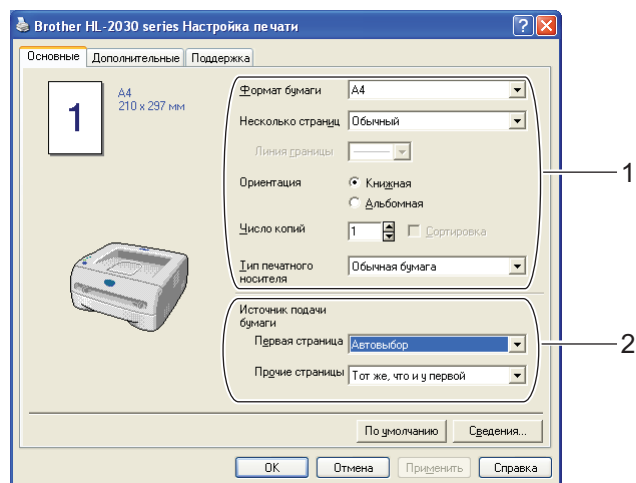 Brother HL-2030 series Настройка печати
Основные Дополнительные Поддержка
1
A4
210 x 297 мм
Формат бумаги A4
Несколько страниц Обычный
Линия границы
Ориентация Книжная
Альбомная
Число копий 1 Сортировка
Тип печатного носителя Обычная бумага
1
Источник подачи бумаги
Первая страница Автовыбор
Прочие страницы Тот же, что и у первой
2
По умолчанию Сведения...
OK Отмена Применить Справка